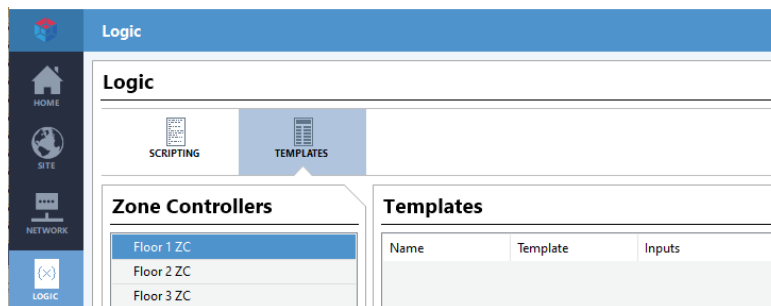 Logic
HOME
SITE
NETWORK
(×)
LOGIC
Logic
SCRIPTING
TEMPLATES
Zone Controllers
Floor 1 ZC
Floor 2 ZC
Floor 3 ZC
Templates
Name Template Inputs